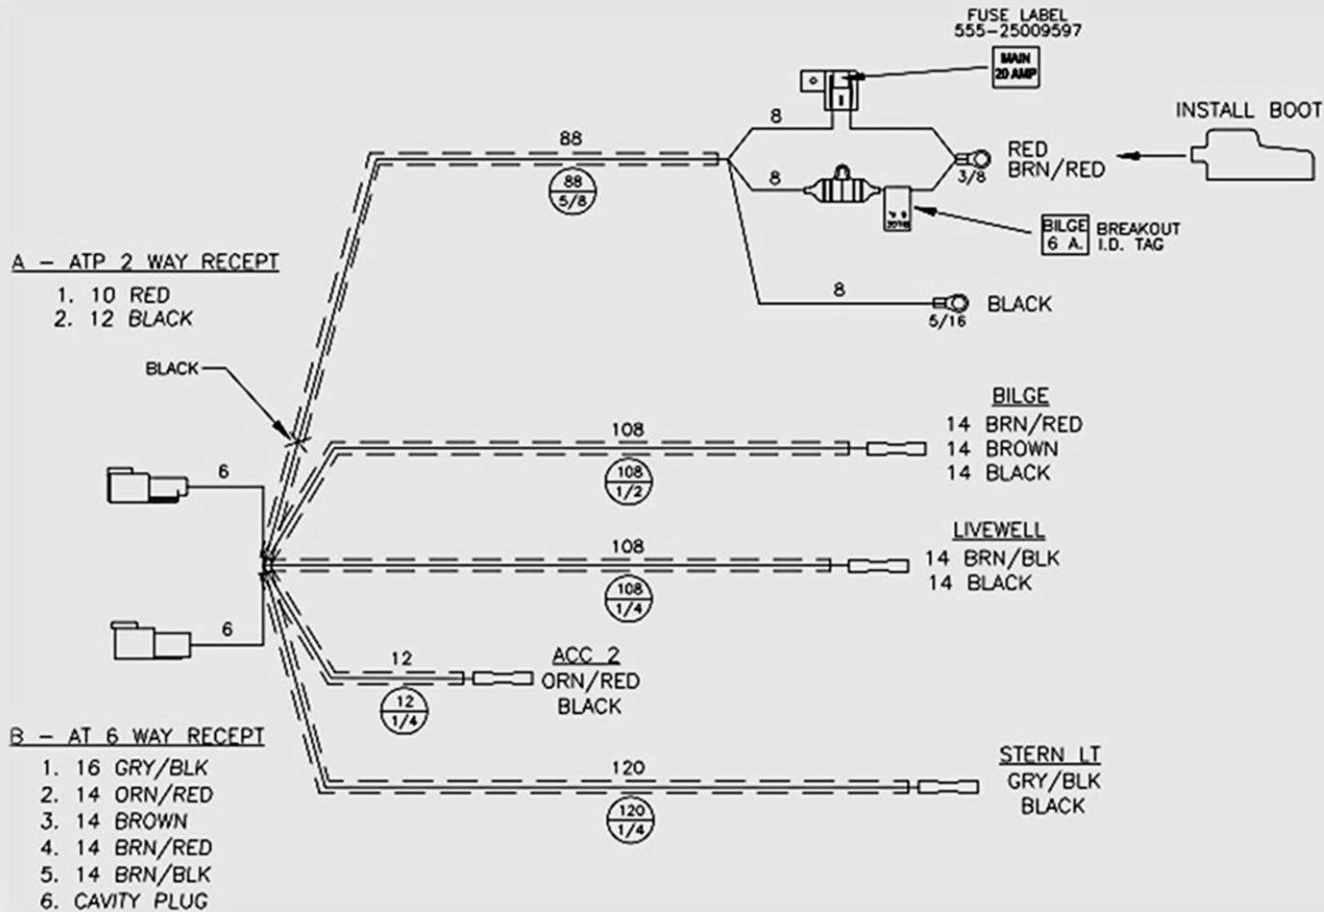 FUSE LABEL
555-25009597
MAIN
20 AMP
INSTALL BOOT
8
88
RED
BRN/RED
3/8
8
88
5/8
BILGE
6 A.
BREAKOUT
I.D. TAG
A - ATP 2 WAY RECEPT
1. 10 RED
2. 12 BLACK
8
BLACK
5/16
BLACK
BILGE
14 BRN/RED
14 BROWN
14 BLACK
108
108
1/2
6
LIVEWELL
14 BRN/BLK
14 BLACK
108
108
1/4
6
ACC 2
ORN/RED
BLACK
12
12
1/4
B - AT 6 WAY RECEPT
1. 16 GRY/BLK
2. 14 ORN/RED
3. 14 BROWN
4. 14 BRN/RED
5. 14 BRN/BLK
6. CAVITY PLUG
STERN LT
GRY/BLK
BLACK
120
120
1/4